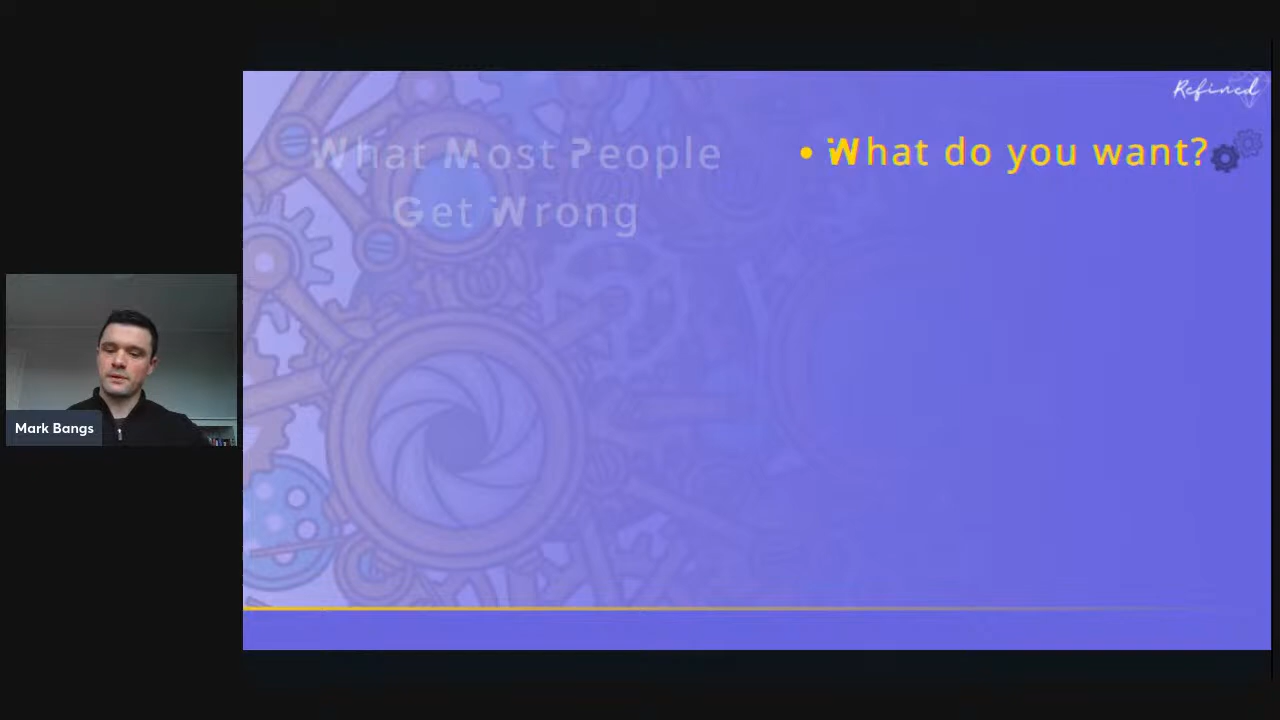 Refined
What Most People
Get Wrong
• What do you want?
Mark Bangs